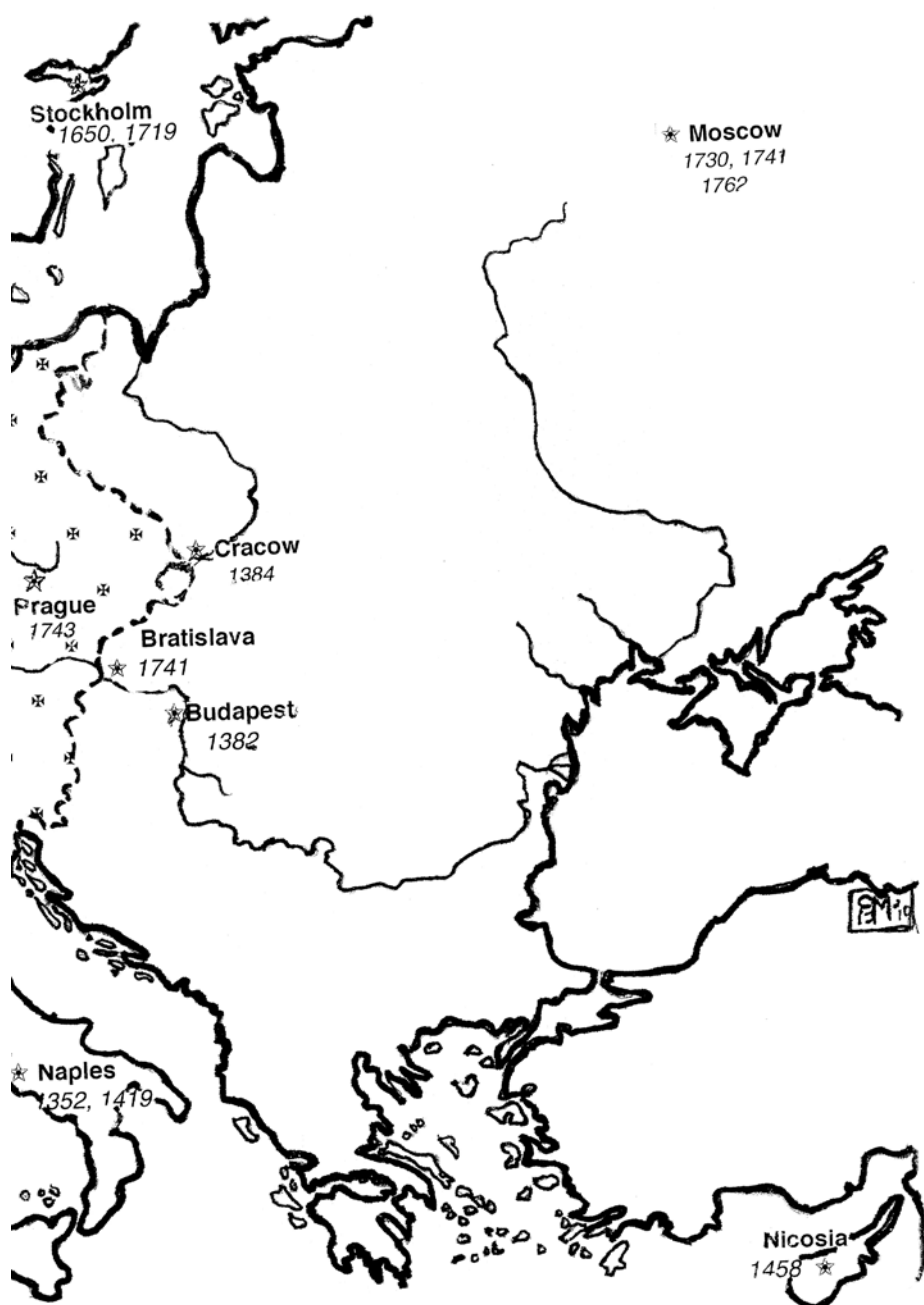 Stockholm
1650, 1719
Moscow
1730, 1741
1762
Cracow
1384
Prague
1743
Bratislava
1741
Budapest
1382
Naples
1352, 1419
Nicosia
1458